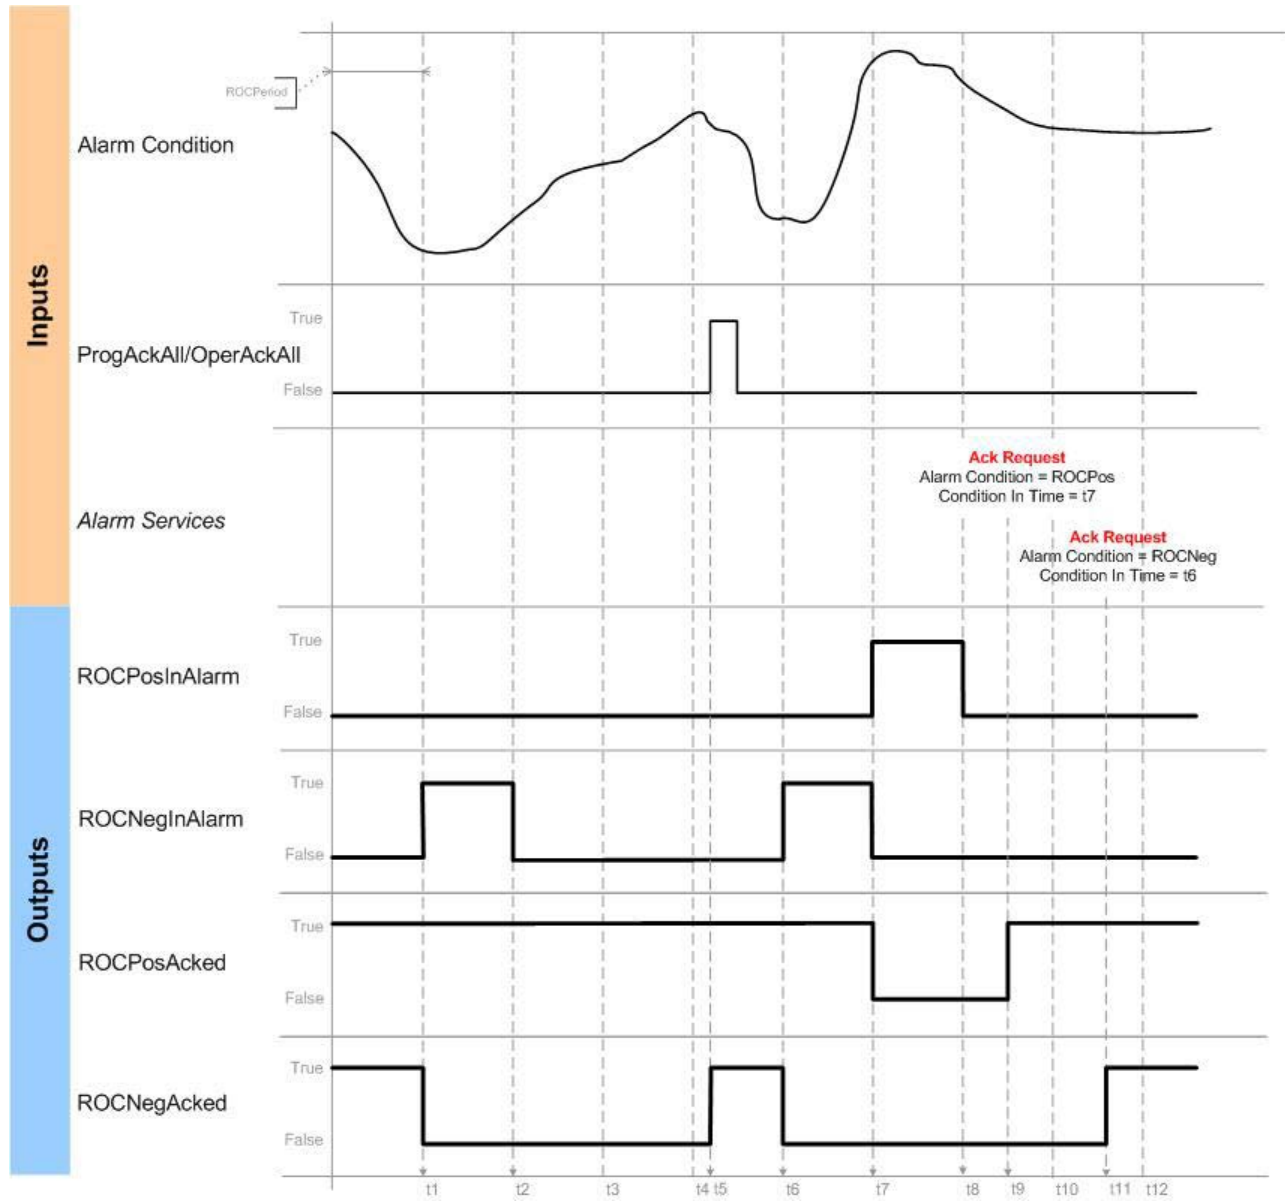 Inputs
ROCPeriod
Alarm Condition
True
ProgAckAll/OperAckAll
False
Ack Request
Alarm Condition = ROCPos
Condition In Time = t7
Alarm Services
Ack Request
Alarm Condition = ROCNeg
Condition In Time = t6
Outputs
True
ROCPosInAlarm
False
True
ROCNegInAlarm
False
True
ROCPosAcked
False
True
ROCNegAcked
False
t1 t2 t3 t4 t5 t6 t7 t8 t9 t10 t11 t12